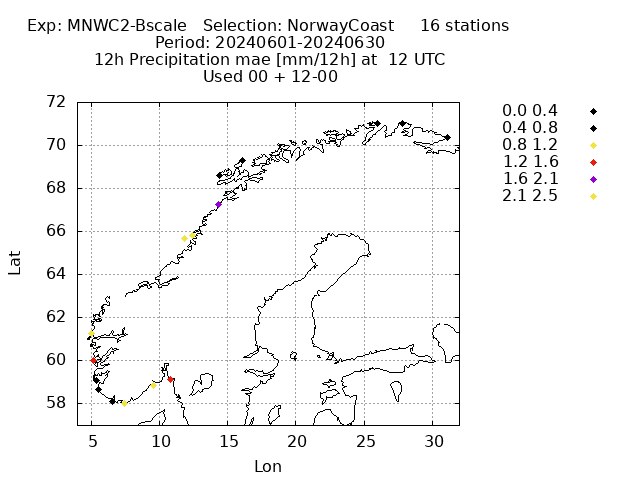 Exp: MNWC2-Bscale   Selection: NorwayCoast     16 stations
Period: 20240601-20240630
12h Precipitation mae [mm/12h] at  12 UTC
Used 00 + 12-00
0.0 0.4
0.4 0.8
0.8 1.2
1.2 1.6
1.6 2.1
2.1 2.5
72
70
68
66
64
62
60
58
Lat
5 10 15 20 25 30
Lon